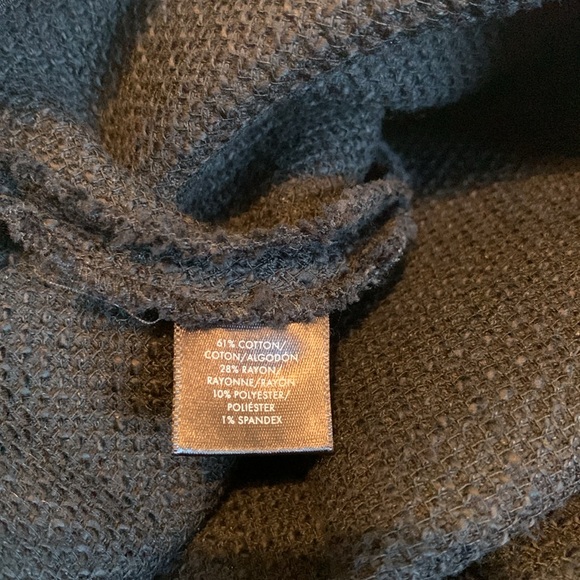 61% COTTON/
COTON/ALGODÓN
28% RAYON/
RAYONNE/RAYÓN
10% POLYESTER/
POLIÉSTER
1% SPANDEX